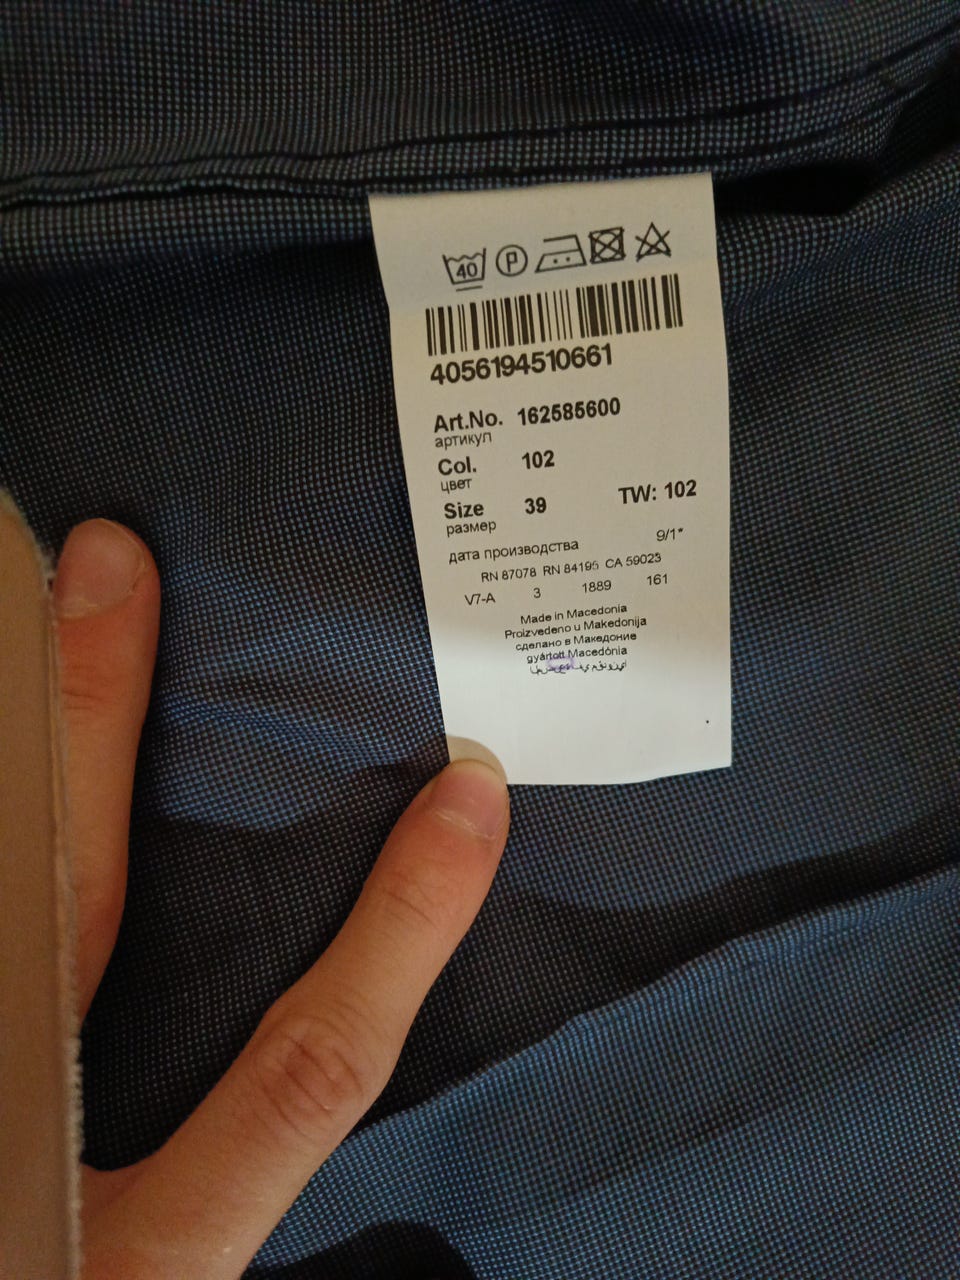 40 P
4056194510661
Art.No. 162585600
артикул
Col. 102
цвет
Size 39 TW: 102
размер
дата производства 9/1*
RN 87078 RN 84195 CA 59023
V7-A 3 1889 161
Made in Macedonia
Proizvedeno u Makedonija
сделано в Македоние
gyártott Macedónia